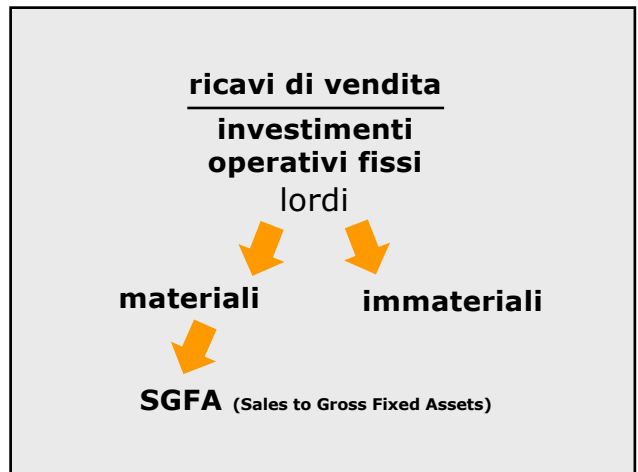 ricavi di vendita
investimenti
operativi fissi
lordi
materiali
immateriali
SGFA (Sales to Gross Fixed Assets)